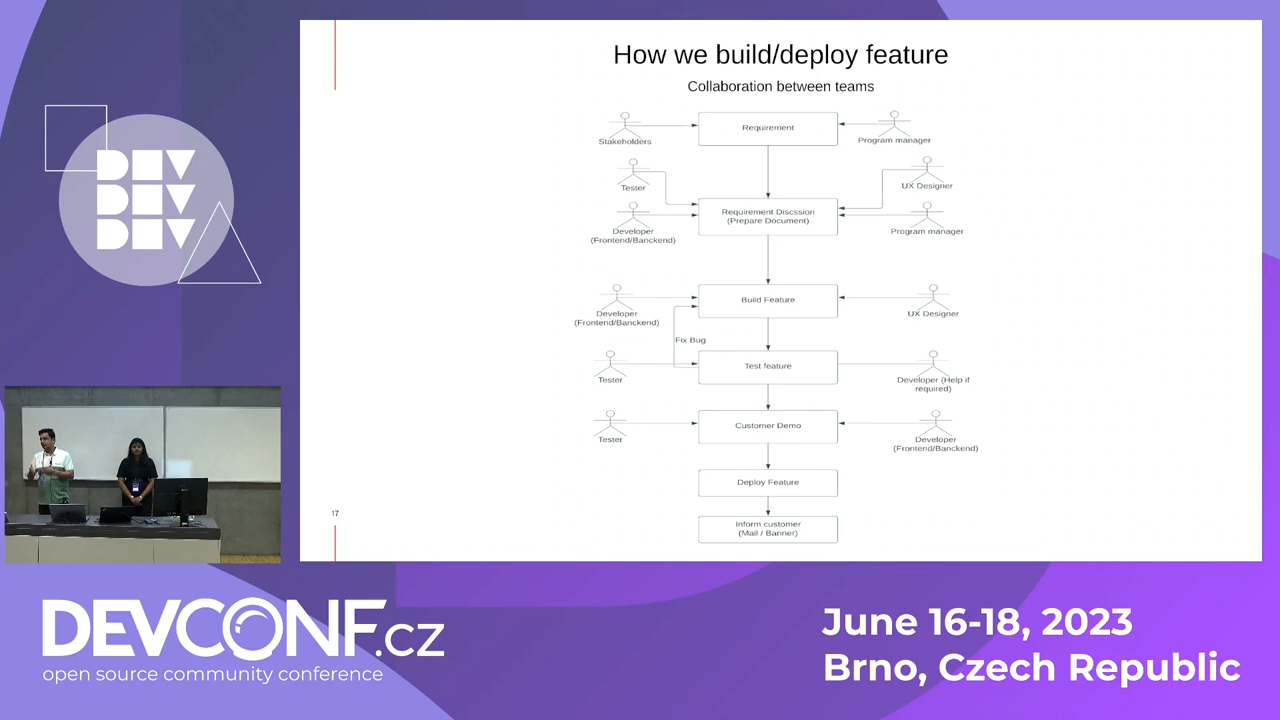 DEV
DEV
DEV
How we build/deploy feature
Collaboration between teams
Stakeholders
Requirement
Program manager
Tester
UX Designer
Developer
(Frontend/Banckend)
Requirement Discssion
(Prepare Document)
Program manager
Developer
(Frontend/Banckend)
Build Feature
UX Designer
Fix Bug
Tester
Test feature
Developer (Help if
required)
Tester
Customer Demo
Developer
(Frontend/Banckend)
Deploy Feature
Inform customer
(Mail / Banner)
17
DEVCONF.cz
open source community conference
June 16-18, 2023
Brno, Czech Republic